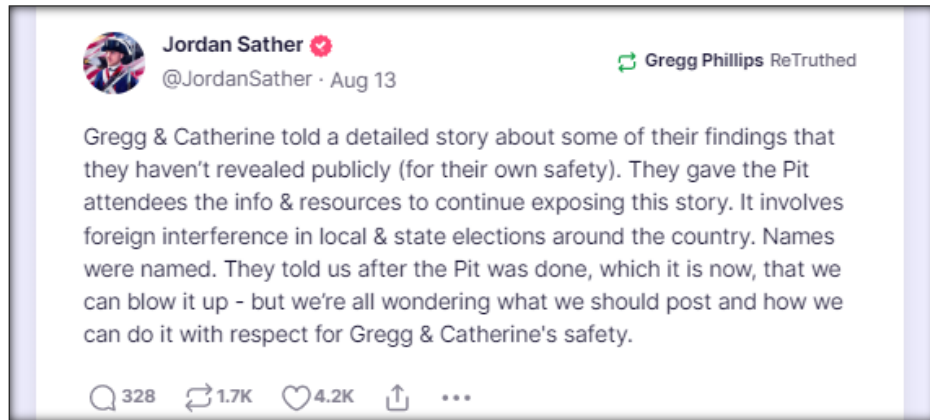 Jordan Sather
Gregg Phillips ReTruthed
@JordanSather · Aug 13
Gregg & Catherine told a detailed story about some of their findings that
they haven’t revealed publicly (for their own safety). They gave the Pit
attendees the info & resources to continue exposing this story. It involves
foreign interference in local & state elections around the country. Names
were named. They told us after the Pit was done, which it is now, that we
can blow it up - but we’re all wondering what we should post and how we
can do it with respect for Gregg & Catherine's safety.
328 1.7K 4.2K